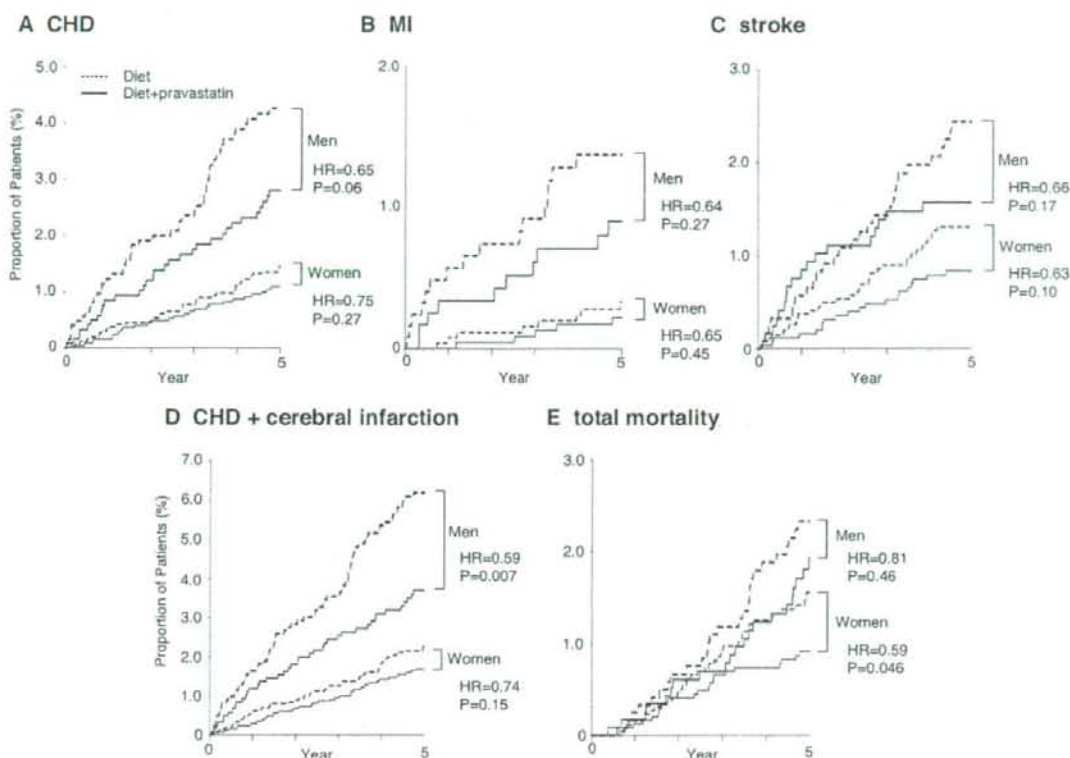 A CHD
B MI
C stroke
5.0
4.0
3.0
2.0
1.0
0
Proportion of Patients (%)
Diet
Diet+pravastatin
Men
HR=0.65
P=0.06
Women
HR=0.75
P=0.27
0
5
Year
2.0
1.0
0
Men
HR=0.64
P=0.27
Women
HR=0.65
P=0.45
0
5
Year
3.0
2.0
1.0
0
Men
HR=0.66
P=0.17
Women
HR=0.63
P=0.10
0
5
Year
D CHD + cerebral infarction
E total mortality
7.0
6.0
5.0
4.0
3.0
2.0
1.0
0
Proportion of Patients (%)
Men
HR=0.59
P=0.007
Women
HR=0.74
P=0.15
0
5
Year
3.0
2.0
1.0
0
Men
HR=0.81
P=0.46
Women
HR=0.59
P=0.046
0
5
Year